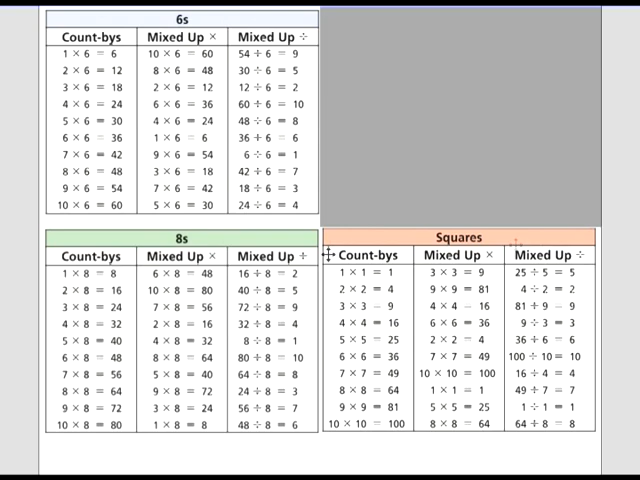 6s
Count-bys Mixed Up × Mixed Up ÷
1 × 6 = 6 10 × 6 = 60 54 ÷ 6 = 9
2 × 6 = 12 8 × 6 = 48 30 ÷ 6 = 5
3 × 6 = 18 2 × 6 = 12 12 ÷ 6 = 2
4 × 6 = 24 6 × 6 = 36 60 ÷ 6 = 10
5 × 6 = 30 4 × 6 = 24 48 ÷ 6 = 8
6 × 6 = 36 1 × 6 = 6 36 ÷ 6 = 6
7 × 6 = 42 9 × 6 = 54 6 ÷ 6 = 1
8 × 6 = 48 3 × 6 = 18 42 ÷ 6 = 7
9 × 6 = 54 7 × 6 = 42 18 ÷ 6 = 3
10 × 6 = 60 5 × 6 = 30 24 ÷ 6 = 4
8s
Count-bys Mixed Up × Mixed Up ÷
1 × 8 = 8 6 × 8 = 48 16 ÷ 8 = 2
2 × 8 = 16 10 × 8 = 80 40 ÷ 8 = 5
3 × 8 = 24 7 × 8 = 56 72 ÷ 8 = 9
4 × 8 = 32 2 × 8 = 16 32 ÷ 8 = 4
5 × 8 = 40 4 × 8 = 32 8 ÷ 8 = 1
6 × 8 = 48 8 × 8 = 64 80 ÷ 8 = 10
7 × 8 = 56 5 × 8 = 40 64 ÷ 8 = 8
8 × 8 = 64 9 × 8 = 72 24 ÷ 8 = 3
9 × 8 = 72 3 × 8 = 24 56 ÷ 8 = 7
10 × 8 = 80 1 × 8 = 8 48 ÷ 8 = 6
Squares
Count-bys Mixed Up × Mixed Up ÷
1 × 1 = 1 3 × 3 = 9 25 ÷ 5 = 5
2 × 2 = 4 9 × 9 = 81 4 ÷ 2 = 2
3 × 3 = 9 4 × 4 = 16 81 ÷ 9 = 9
4 × 4 = 16 6 × 6 = 36 9 ÷ 3 = 3
5 × 5 = 25 2 × 2 = 4 36 ÷ 6 = 6
6 × 6 = 36 7 × 7 = 49 100 ÷ 10 = 10
7 × 7 = 49 10 × 10 = 100 16 ÷ 4 = 4
8 × 8 = 64 1 × 1 = 1 49 ÷ 7 = 7
9 × 9 = 81 5 × 5 = 25 1 ÷ 1 = 1
10 × 10 = 100 8 × 8 = 64 64 ÷ 8 = 8